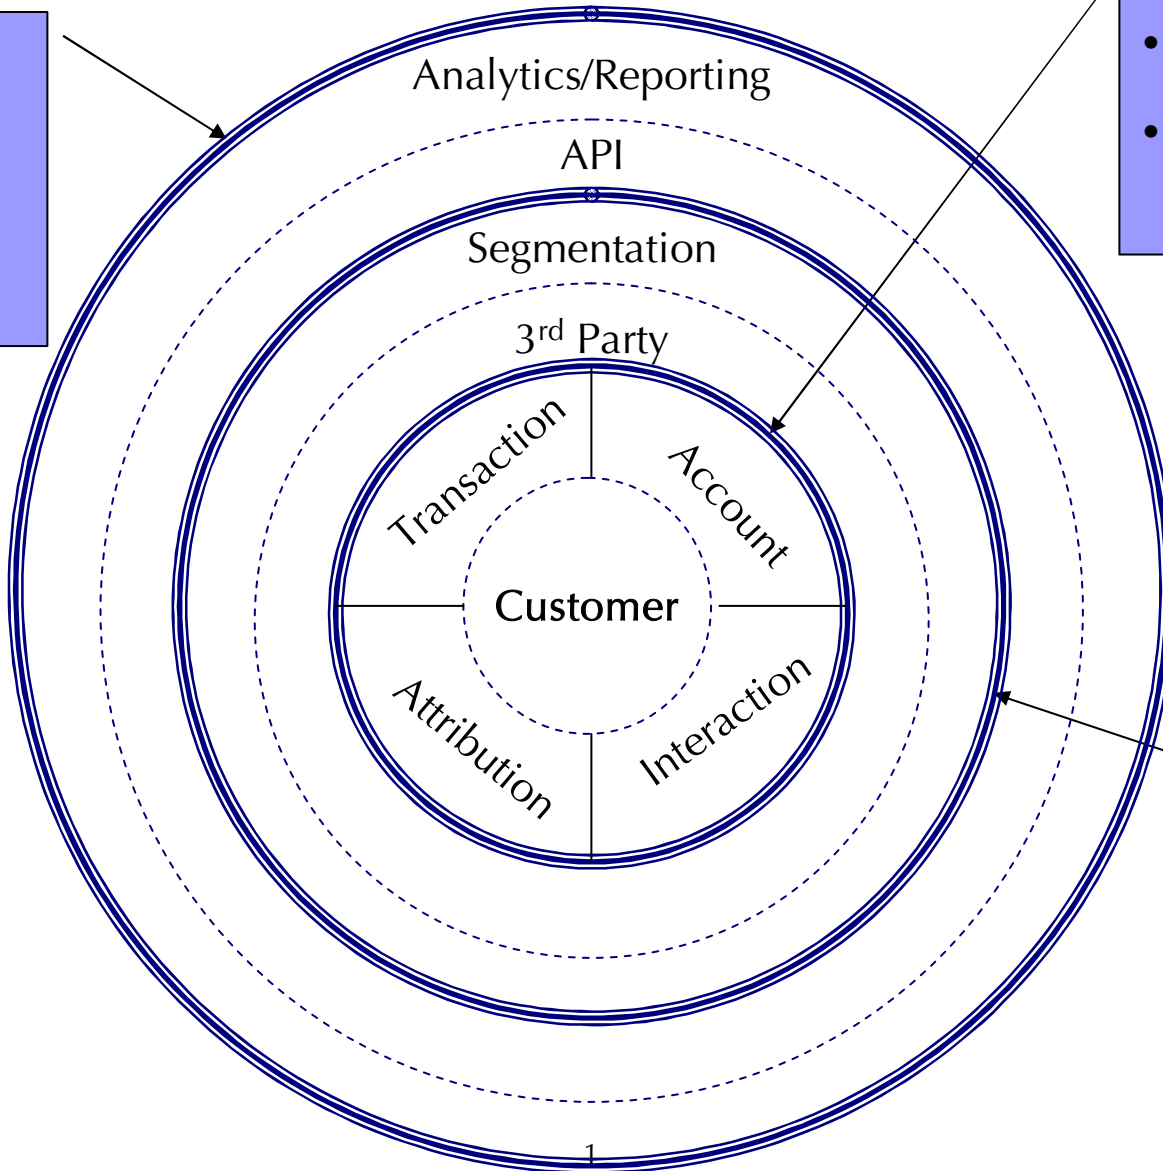 •
•
Analytics/Reporting
API
Segmentation
3rd Party
Transaction
Account
Customer
Attribution
Interaction
1